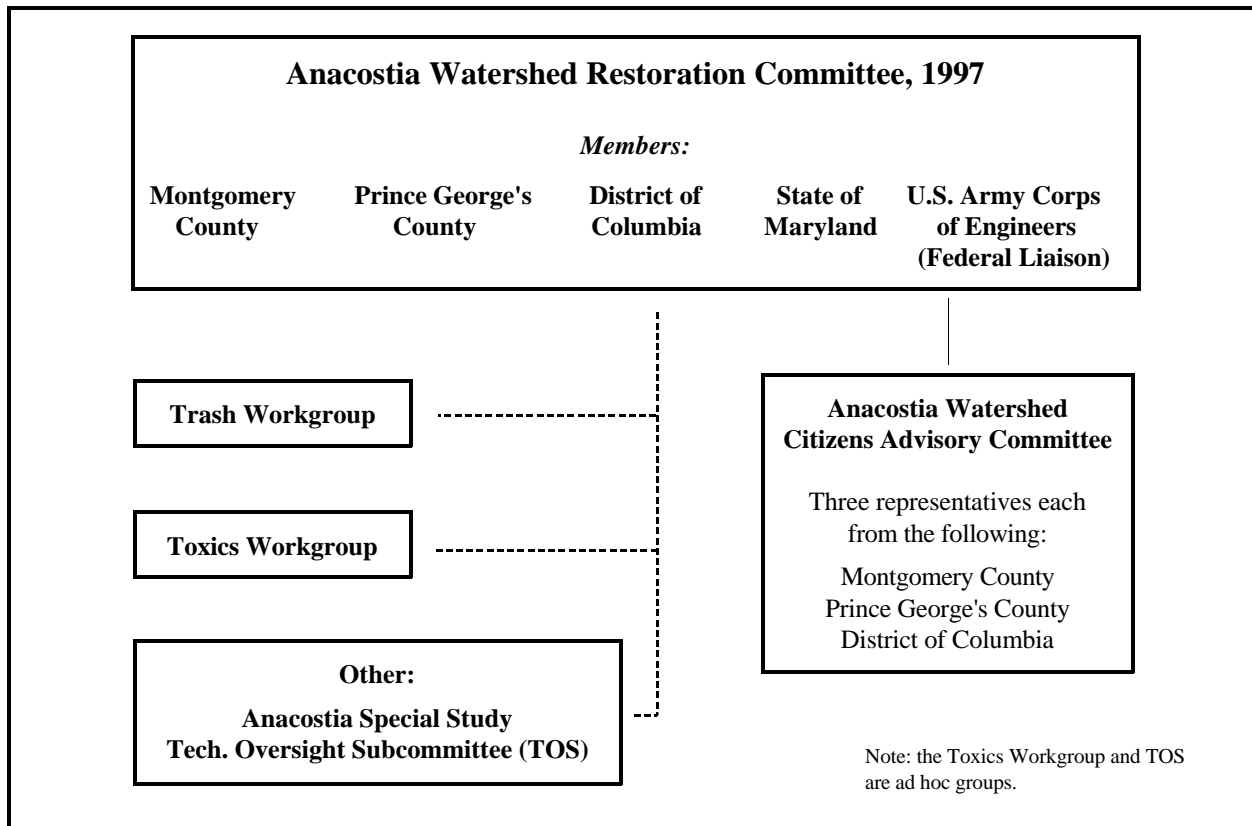 Anacostia Watershed Restoration Committee, 1997
Members:
Montgomery
County
Prince George's
County
District of
Columbia
State of
Maryland
U.S. Army Corps
of Engineers
(Federal Liaison)
Trash Workgroup
Toxics Workgroup
Other:
Anacostia Special Study
Tech. Oversight Subcommittee (TOS)
Anacostia Watershed
Citizens Advisory Committee
Three representatives each
from the following:
Montgomery County
Prince George's County
District of Columbia
Note: the Toxics Workgroup and TOS
are ad hoc groups.